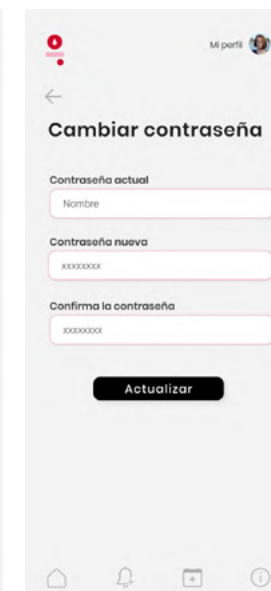 Mi perfil
Cambiar contraseña
Contraseña actual
Nombre
Contraseña nueva
xxxxxxxx
Confirma la contraseña
xxxxxxxx
Actualizar